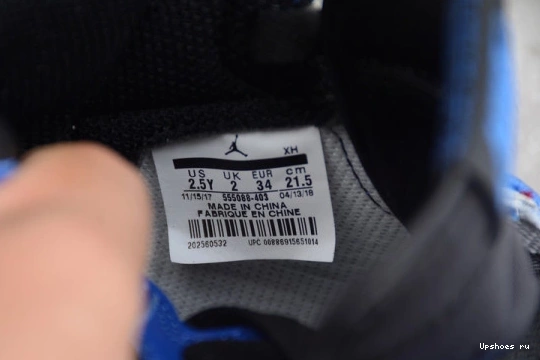 XH
US UK EUR cm
2.5Y 2 34 21.5
11/15/17 555088-403 04/13/18
MADE IN CHINA
FABRIQUE EN CHINE
202560532 UPC 00886915651014
Upshoes ru